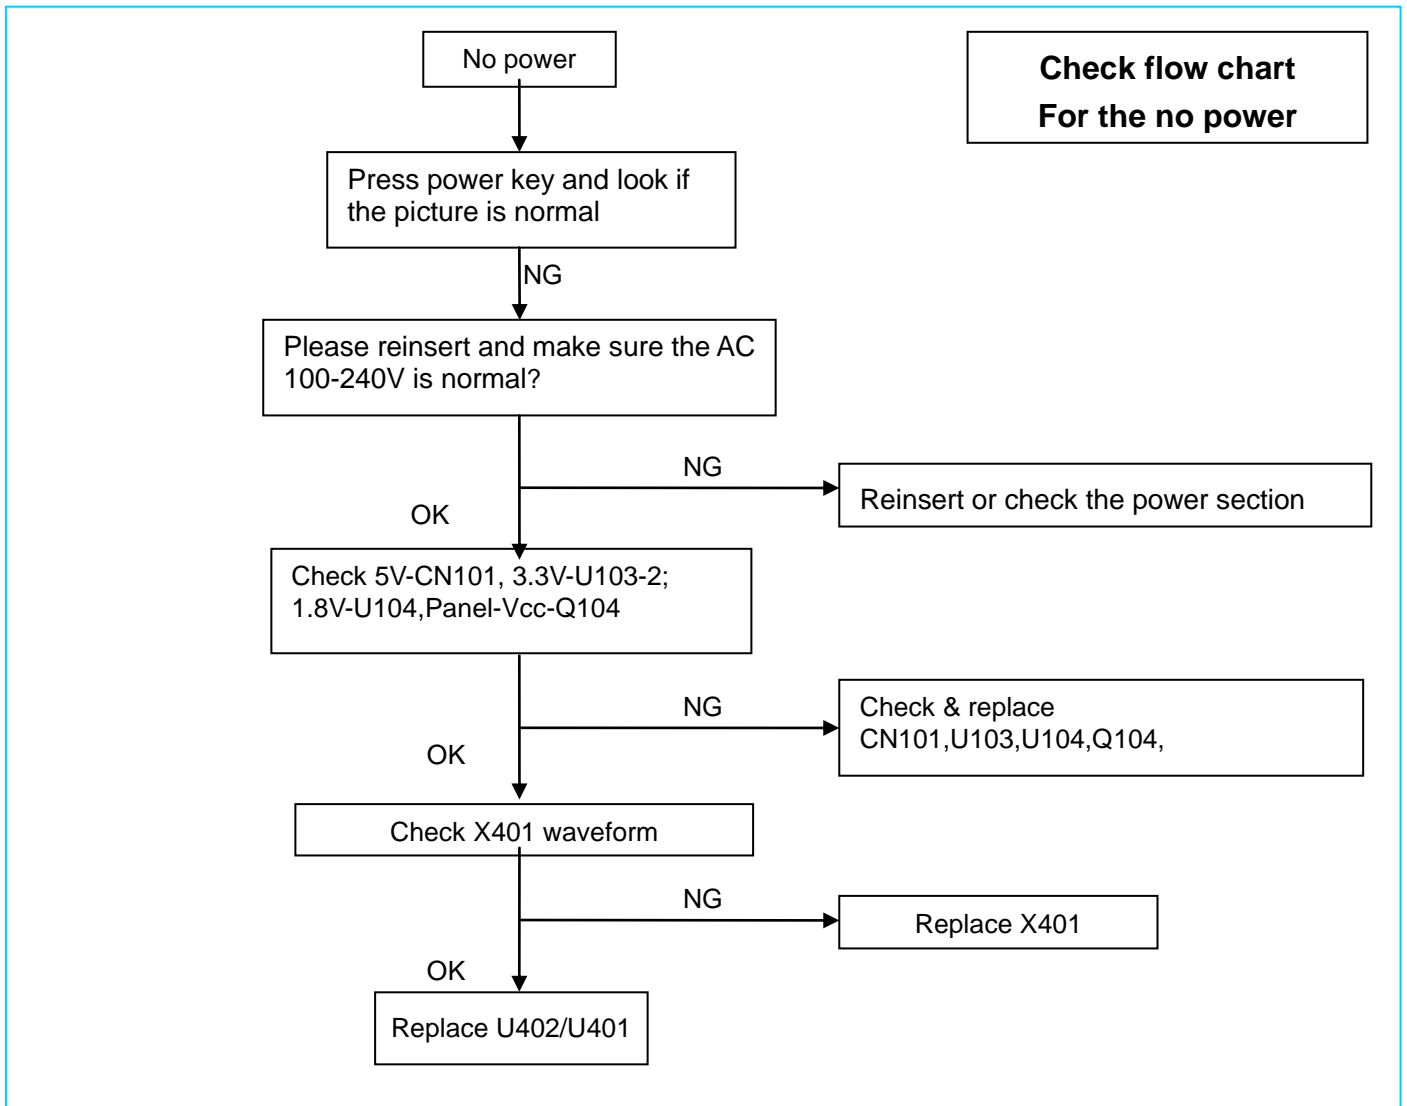 No power
Check flow chart
For the no power
Press power key and look if
the picture is normal
NG
Please reinsert and make sure the AC
100-240V is normal?
NG
Reinsert or check the power section
OK
Check 5V-CN101, 3.3V-U103-2;
1.8V-U104,Panel-Vcc-Q104
NG
Check & replace
CN101,U103,U104,Q104,
OK
Check X401 waveform
NG
Replace X401
OK
Replace U402/U401